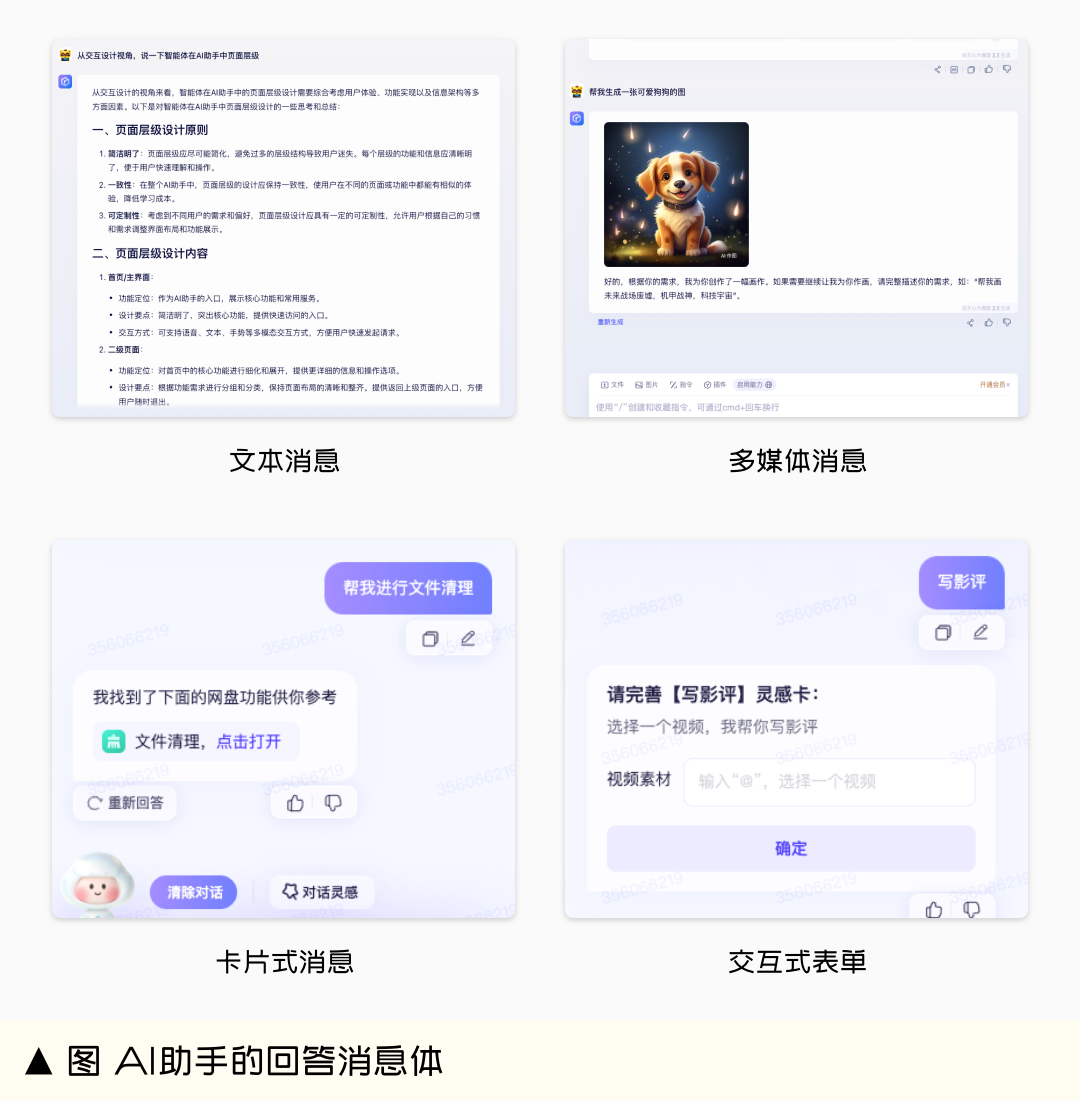 从交互设计视角，说一下智能体在AI助手中页面层级
从交互设计的视角来看，智能体在AI助手中的页面层级设计需要综合考虑用户体验、功能实现以及信息架构等多
方面因素。以下是对智能体在AI助手中页面层级设计的一些思考和总结：
一、页面层级设计原则
1. 简洁明了：页面层级应尽可能简化，避免过多的层级结构导致用户迷失。每个层级的功能和信息应清晰明
了，便于用户快速理解和操作。
2. 一致性：在整个AI助手中，页面层级的设计应保持一致性，使用户在不同的页面或功能中都能有相似的体
验，降低学习成本。
3. 可定制性：考虑到不同用户的需求和偏好，页面层级设计应具有一定的可定制性，允许用户根据自己的习惯
和需求调整界面布局和功能展示。
二、页面层级设计内容
1. 首页/主界面：
• 功能定位：作为AI助手的入口，展示核心功能和常用服务。
• 设计要点：简洁明了，突出核心功能，提供快速访问的入口。
• 交互方式：可支持语音、文本、手势等多模态交互方式，方便用户快速发起请求。
2. 二级页面：
• 功能定位：对首页中的核心功能进行细化和展开，提供更详细的信息和操作选项。
• 设计要点：根据功能需求进行分组和分类，保持页面布局的清晰和整齐。提供返回上级页面的入口，方便
用户随时退出。
文本消息
帮我生成一张可爱狗狗的图
AI 作图
好的，根据你的需求，我为你创作了一幅画作。如果需要继续让我为你作画，请完整描述你的需求，如：“帮我画
未来战场废墟，机甲战神，科技宇宙”。
重新生成
文件 图片 指令 插件 启用能力 开通会员×
使用“/”创建和收藏指令，可通过cmd+回车换行
多媒体消息
帮我进行文件清理
356066219
356066219
我找到了下面的网盘功能供你参考
文件清理，点击打开
356066219
356066219
重新回答
清除对话 对话灵感
卡片式消息
写影评
356066219
356066219
请完善【写影评】灵感卡：
选择一个视频，我帮你写影评
356066219
356066219
视频素材 输入“@”，选择一个视频
确定
356066219
356066219
交互式表单
▲ 图 AI助手的回答消息体